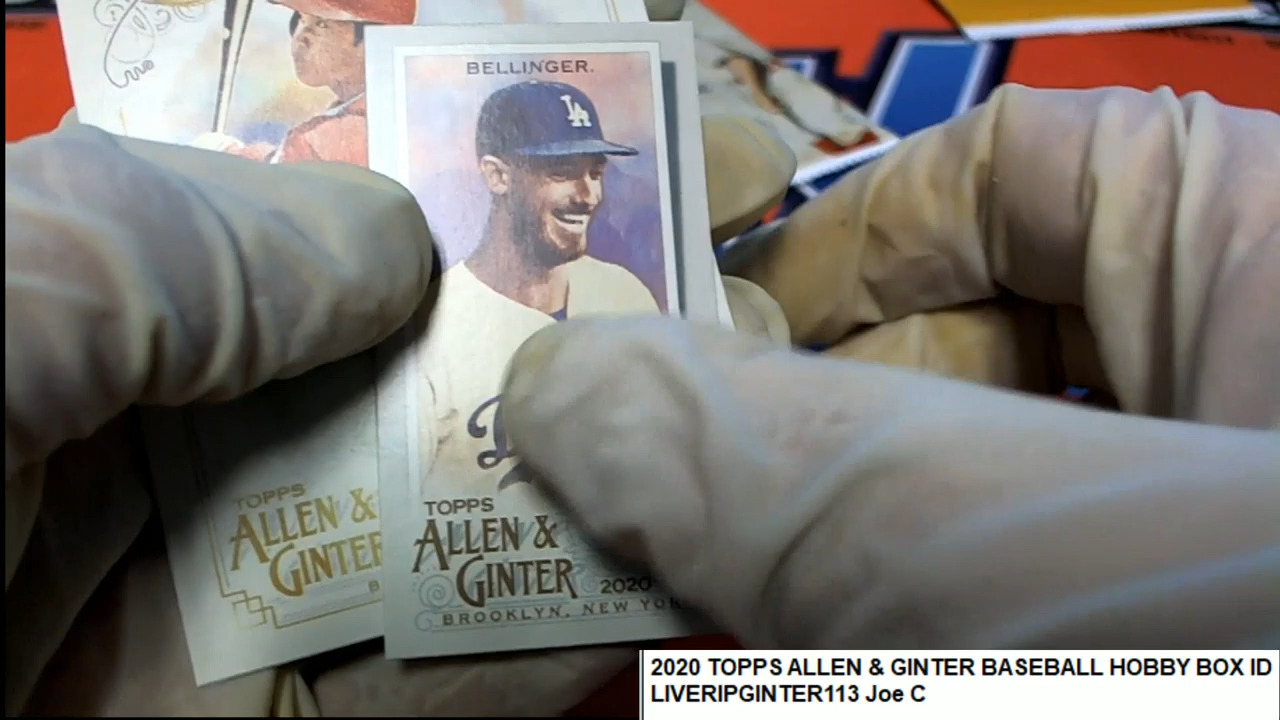 BELLINGER.
LA
D
TOPPS
ALLEN &
GINTER
2020
BROOKLYN, NEW YOR
TOPPS
ALLEN &
GINTER
B
2020 TOPPS ALLEN & GINTER BASEBALL HOBBY BOX ID
LIVERIPGINTER113 Joe C